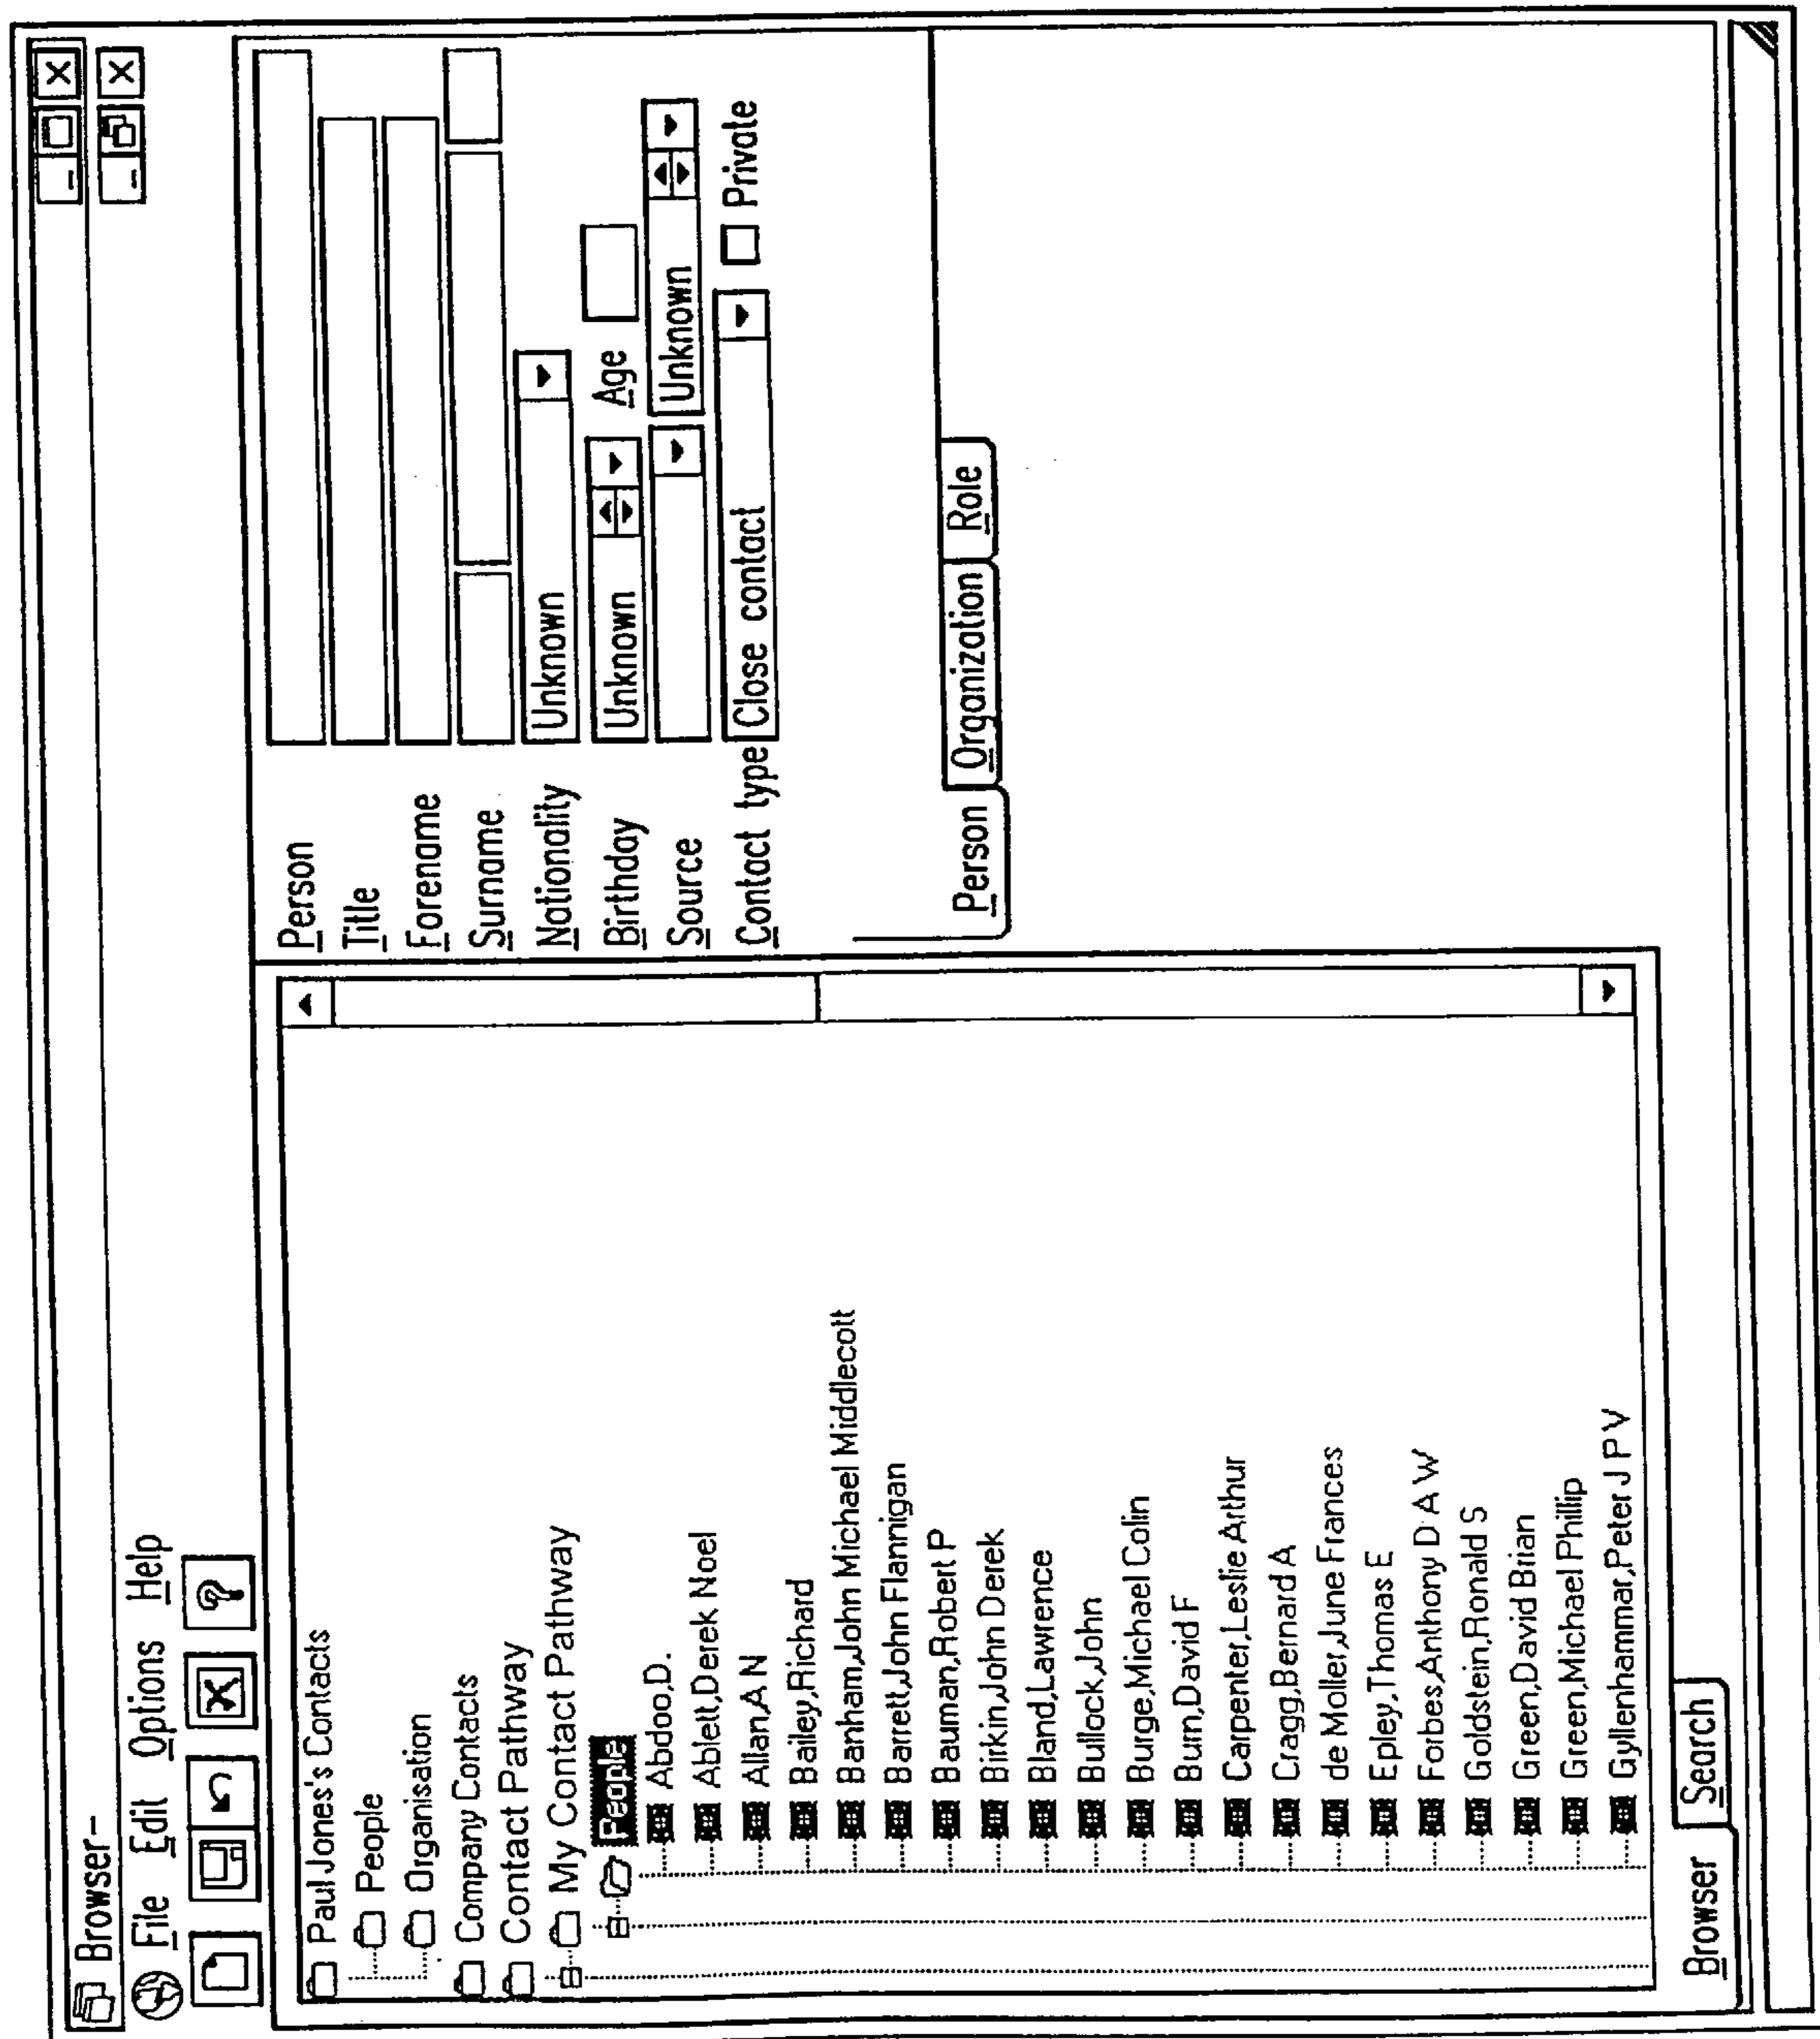 Browser-
File Edit Options Help
?
Paul Jones's Contacts
People
Organisation
Company Contacts
Contact Pathway
My Contact Pathway
People
Abdoo,D.
Ablett,Derek Noel
Allan,A N
Bailey,Richard
Banham,John Michael Middlecott
Barrett,John Flannigan
Bauman,Robert P
Birkin,John Derek
Bland,Lawrence
Bullock,John
Burge,Michael Colin
Burn,David F
Carpenter,Leslie Arthur
Cragg,Bernard A
de Moller,June Frances
Epley,Thomas E
Forbes,Anthony D A W
Goldstein,Ronald S
Green,David Brian
Green,Michael Phillip
Gyllenhammar,Peter J P V
Browser Search
Person
Title
Forename
Surname
Nationality Unknown
Birthday Unknown Age
Source Unknown
Contact type Close contact Private
Person Organization Role